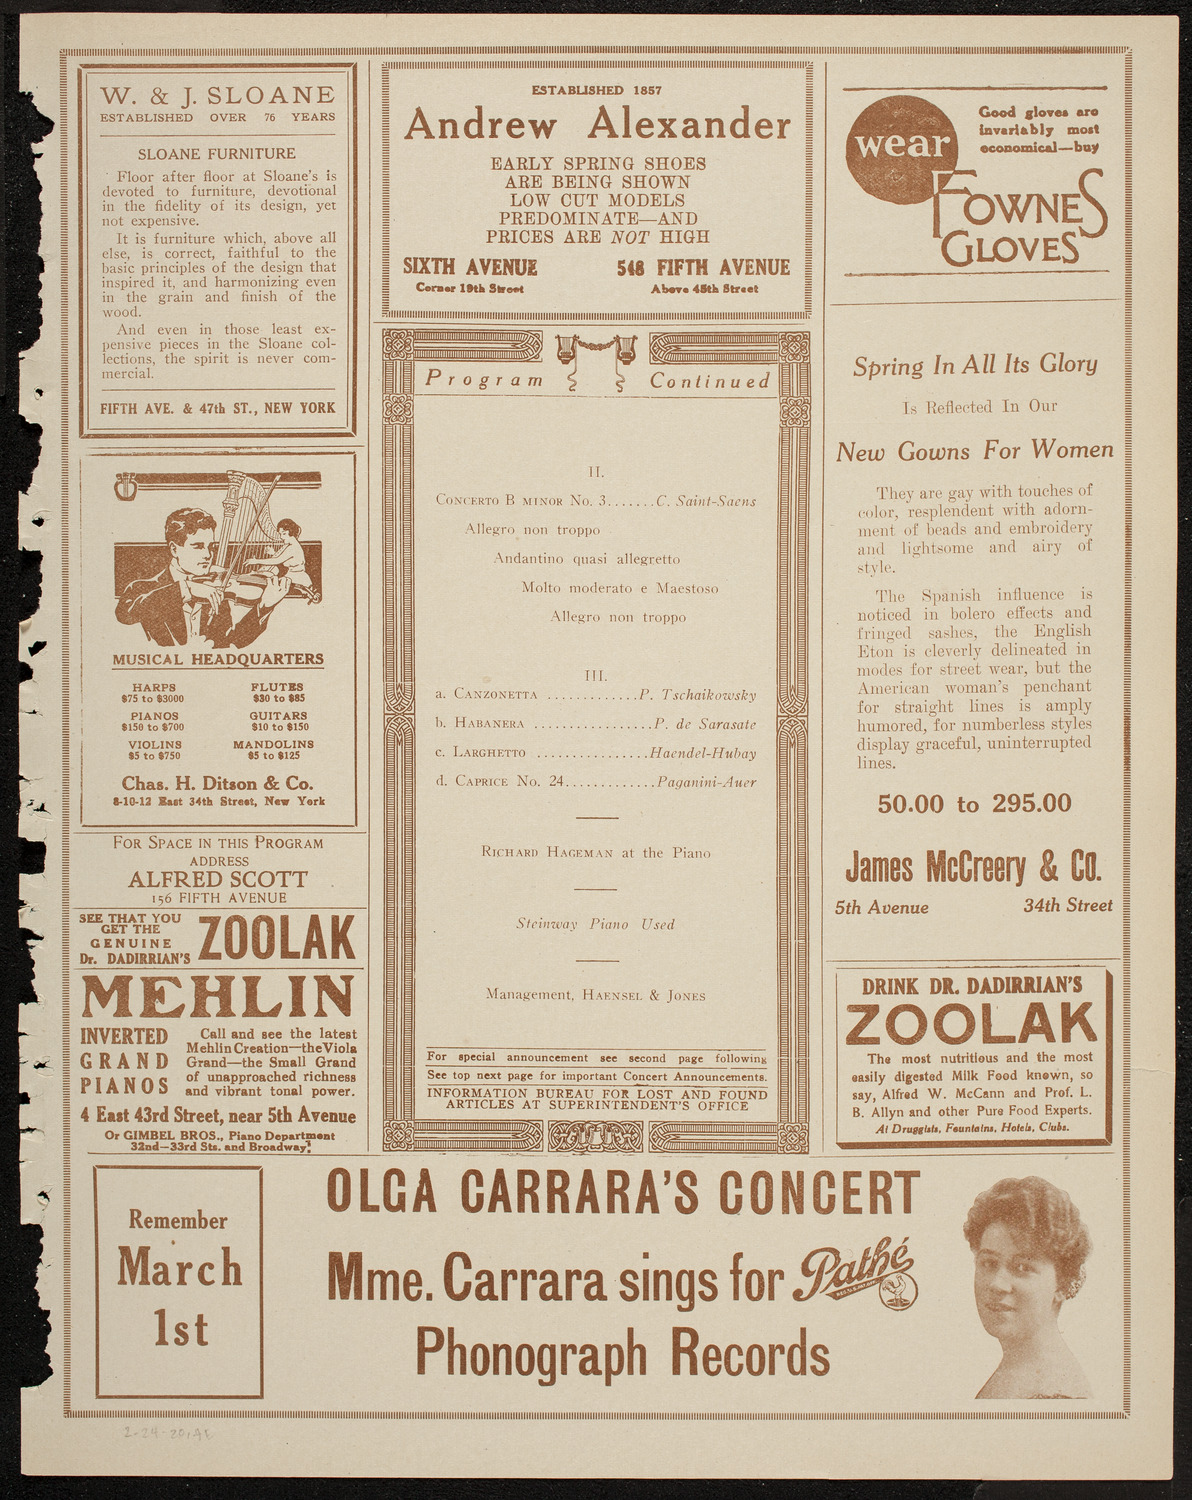 W. & J. SLOANE
ESTABLISHED OVER 76 YEARS
SLOANE FURNITURE
Floor after floor at Sloane's is
devoted to furniture, devotional
in the fidelity of its design, yet
not expensive.
It is furniture which, above all
else, is correct, faithful to the
basic principles of the design that
inspired it, and harmonizing even
in the grain and finish of the
wood.
And even in those least ex-
pensive pieces in the Sloane col-
lections, the spirit is never com-
mercial.
FIFTH AVE. & 47th ST., NEW YORK
MUSICAL HEADQUARTERS
HARPS
$75 to $3000
FLUTES
$30 to $85
PIANOS
$150 to $700
GUITARS
$10 to $150
VIOLINS
$5 to $750
MANDOLINS
$5 to $125
Chas. H. Ditson & Co.
8-10-12 East 34th Street, New York
FOR SPACE IN THIS PROGRAM
ADDRESS
ALFRED SCOTT
156 FIFTH AVENUE
SEE THAT YOU
GET THE
GENUINE
Dr. DADIRRIAN'S
ZOOLAK
MEHLIN
INVERTED
GRAND
PIANOS
Call and see the latest
Mehlin Creation—the Viola
Grand—the Small Grand
of unapproached richness
and vibrant tonal power.
4 East 43rd Street, near 5th Avenue
Or GIMBEL BROS., Piano Department
32nd—33rd Sts. and Broadway.
ESTABLISHED 1857
Andrew Alexander
EARLY SPRING SHOES
ARE BEING SHOWN
LOW CUT MODELS
PREDOMINATE—AND
PRICES ARE NOT HIGH
SIXTH AVENUE
Corner 19th Street
548 FIFTH AVENUE
Above 45th Street
Program Continued
II.
CONCERTO B MINOR No. 3.......C. Saint-Saens
Allegro non troppo
Andantino quasi allegretto
Molto moderato e Maestoso
Allegro non troppo
III.
a. CANZONETTA .............P. Tschaikowsky
b. HABANERA .................P. de Sarasate
c. LARGHETTO ................Haendel-Hubay
d. CAPRICE No. 24.............Paganini-Auer
RICHARD HAGEMAN at the Piano
Steinway Piano Used
Management, HAENSEL & JONES
For special announcement see second page following
See top next page for important Concert Announcements.
INFORMATION BUREAU FOR LOST AND FOUND
ARTICLES AT SUPERINTENDENT'S OFFICE
wear
Good gloves are
invariably most
economical—buy
FOWNES
GLOVES
Spring In All Its Glory
Is Reflected In Our
New Gowns For Women
They are gay with touches of
color, resplendent with adorn-
ment of beads and embroidery
and lightsome and airy of
style.
The Spanish influence is
noticed in bolero effects and
fringed sashes, the English
Eton is cleverly delineated in
modes for street wear, but the
American woman's penchant
for straight lines is amply
humored, for numberless styles
display graceful, uninterrupted
lines.
50.00 to 295.00
James McCreery & Co.
5th Avenue 34th Street
DRINK DR. DADIRRIAN'S
ZOOLAK
The most nutritious and the most
easily digested Milk Food known, so
say, Alfred W. McCann and Prof. L.
B. Allyn and other Pure Food Experts.
At Druggists, Fountains, Hotels, Clubs.
Remember
March
1st
OLGA CARRARA'S CONCERT
Mme. Carrara sings for Pathé
Phonograph Records